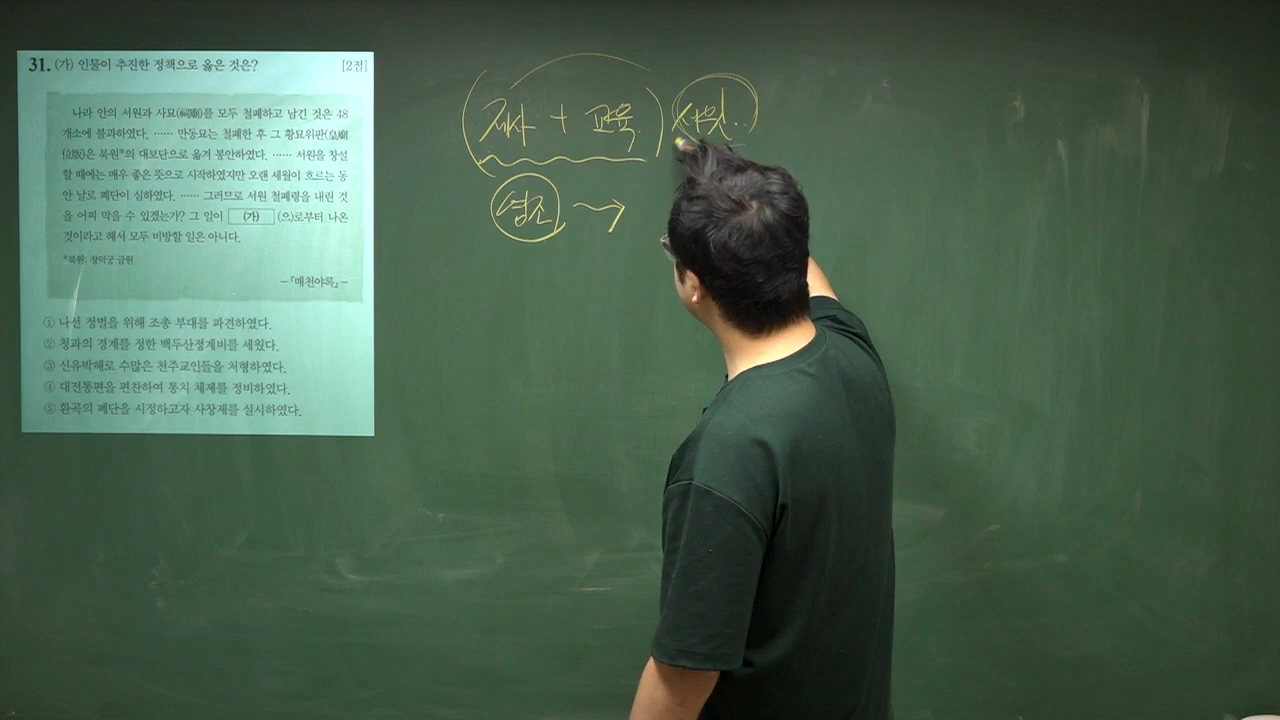 31. (가) 인물이 추진한 정책으로 옳은 것은? [2점]
나라 안의 서원과 사묘(祠廟)를 모두 철폐하고 남긴 것은 48
개소에 불과하였다. …… 만동묘는 철폐한 후 그 황묘위판(皇廟
位版)은 북원*의 대보단으로 옮겨 봉안하였다. …… 서원을 창설
할 때에는 매우 좋은 뜻으로 시작하였지만 오랜 세월이 흐르는 동
안 날로 폐단이 심하였다. …… 그러므로 서원 철폐령을 내린 것
을 어찌 막을 수 있겠는가? 그 일이 (가) (으)로부터 나온
것이라고 해서 모두 비방할 일은 아니다.
*북원: 창덕궁 금원
-『매천야록』-
① 나선 정벌을 위해 조총 부대를 파견하였다.
② 청과의 경계를 정한 백두산정계비를 세웠다.
③ 신유박해로 수많은 천주교인들을 처형하였다.
④ 대전통편을 편찬하여 통치 체제를 정비하였다.
⑤ 환곡의 폐단을 시정하고자 사창제를 실시하였다.
(제사 + 교육)
영조 →